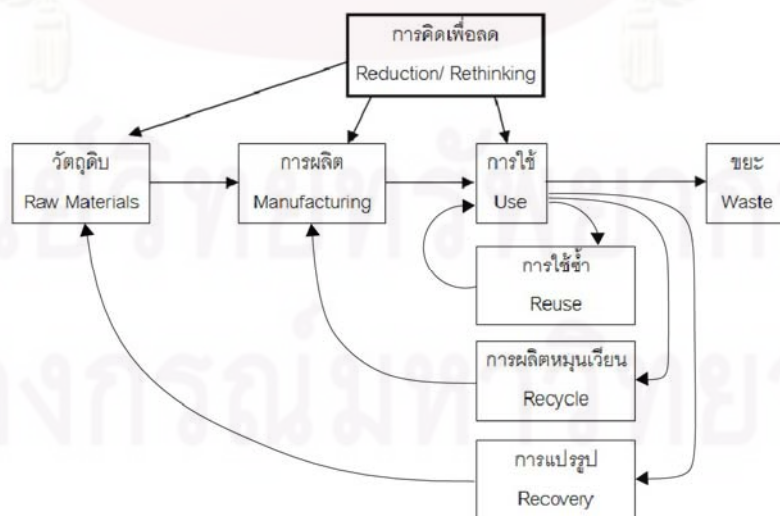 การคิดเพื่อลด
Reduction/ Rethinking
วัตถุดิบ
Raw Materials
การผลิต
Manufacturing
การใช้
Use
ขยะ
Waste
การใช้ซ้ำ
Reuse
การผลิตหมุนเวียน
Recycle
การแปรรูป
Recovery